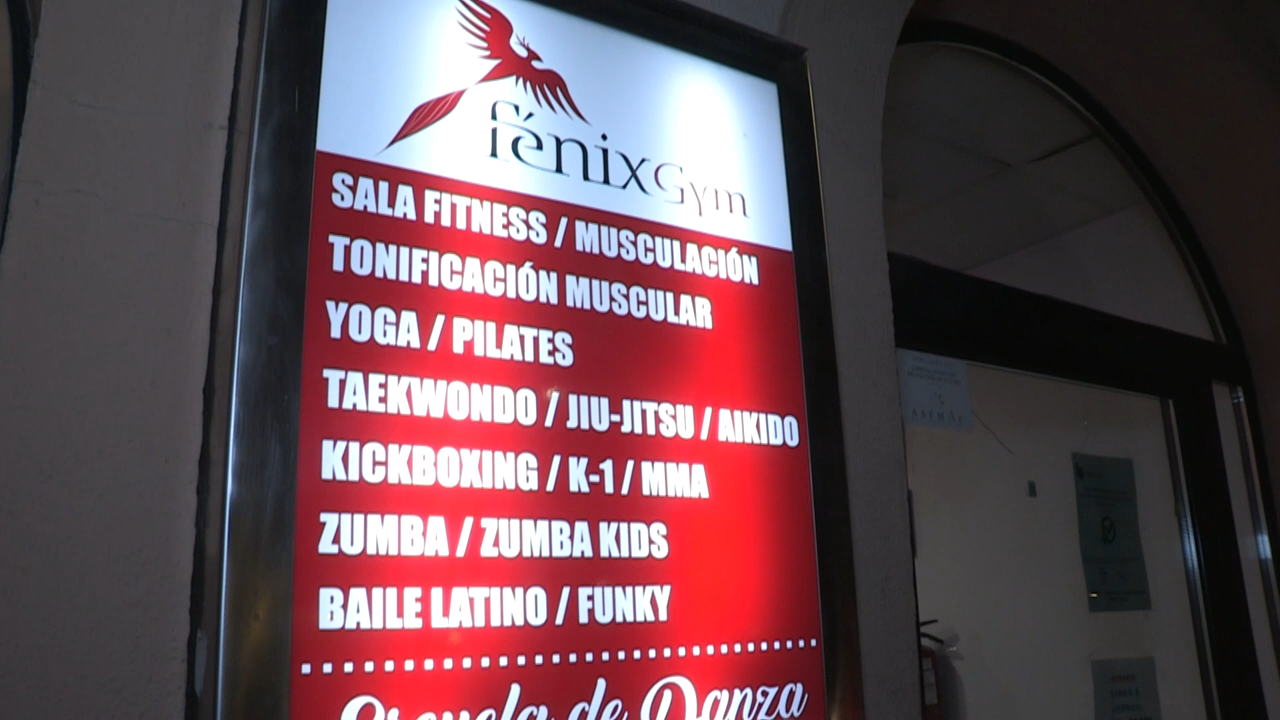 fénixGym
SALA FITNESS / MUSCULACIÓN
TONIFICACIÓN MUSCULAR
YOGA / PILATES
TAEKWONDO / JIU-JITSU / AIKIDO
KICKBOXING / K-1 / MMA
ZUMBA / ZUMBA KIDS
BAILE LATINO / FUNKY
Escuela de Danza